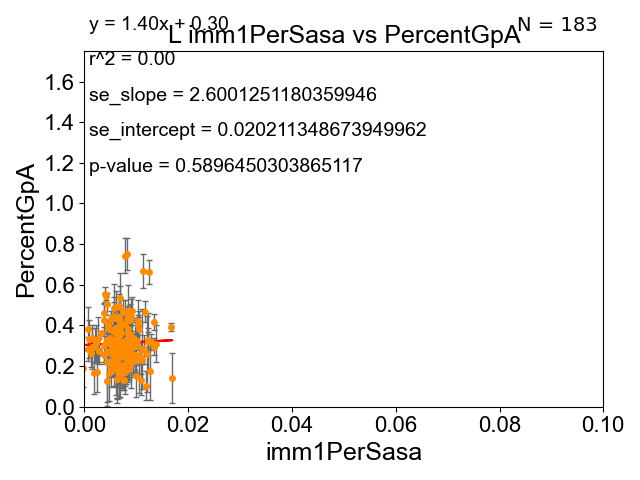 y = 1.40x + 0.30
N = 183
L imm1PerSasa vs PercentGpA
r^2 = 0.00
se_slope = 2.6001251180359946
se_intercept = 0.020211348673949962
p-value = 0.5896450303865117
PercentGpA
1.6
1.4
1.2
1.0
0.8
0.6
0.4
0.2
0.0
0.00 0.02 0.04 0.06 0.08 0.10
imm1PerSasa